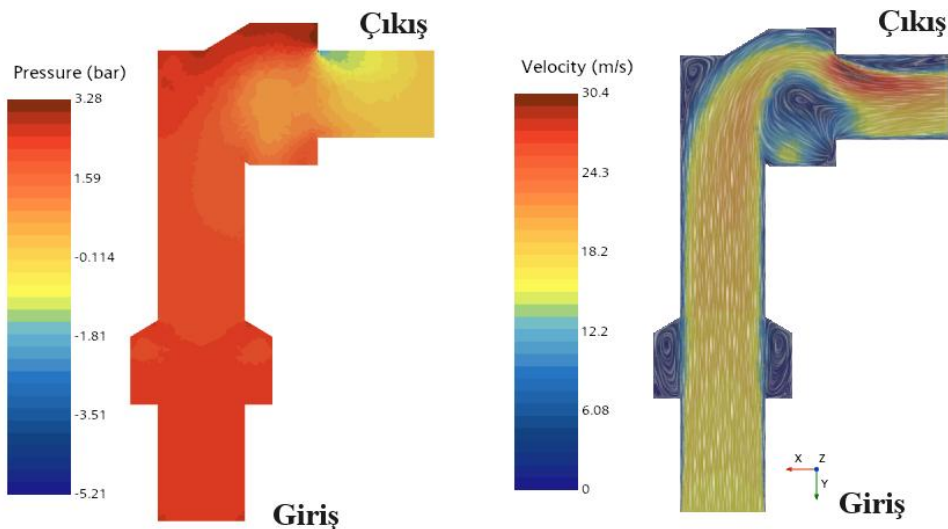 Çıkış
Pressure (bar)
3.28
1.59
-0.114
-1.81
-3.51
-5.21
Giriş
Çıkış
Velocity (m/s)
30.4
24.3
18.2
12.2
6.08
0
X Z
Y
Giriş